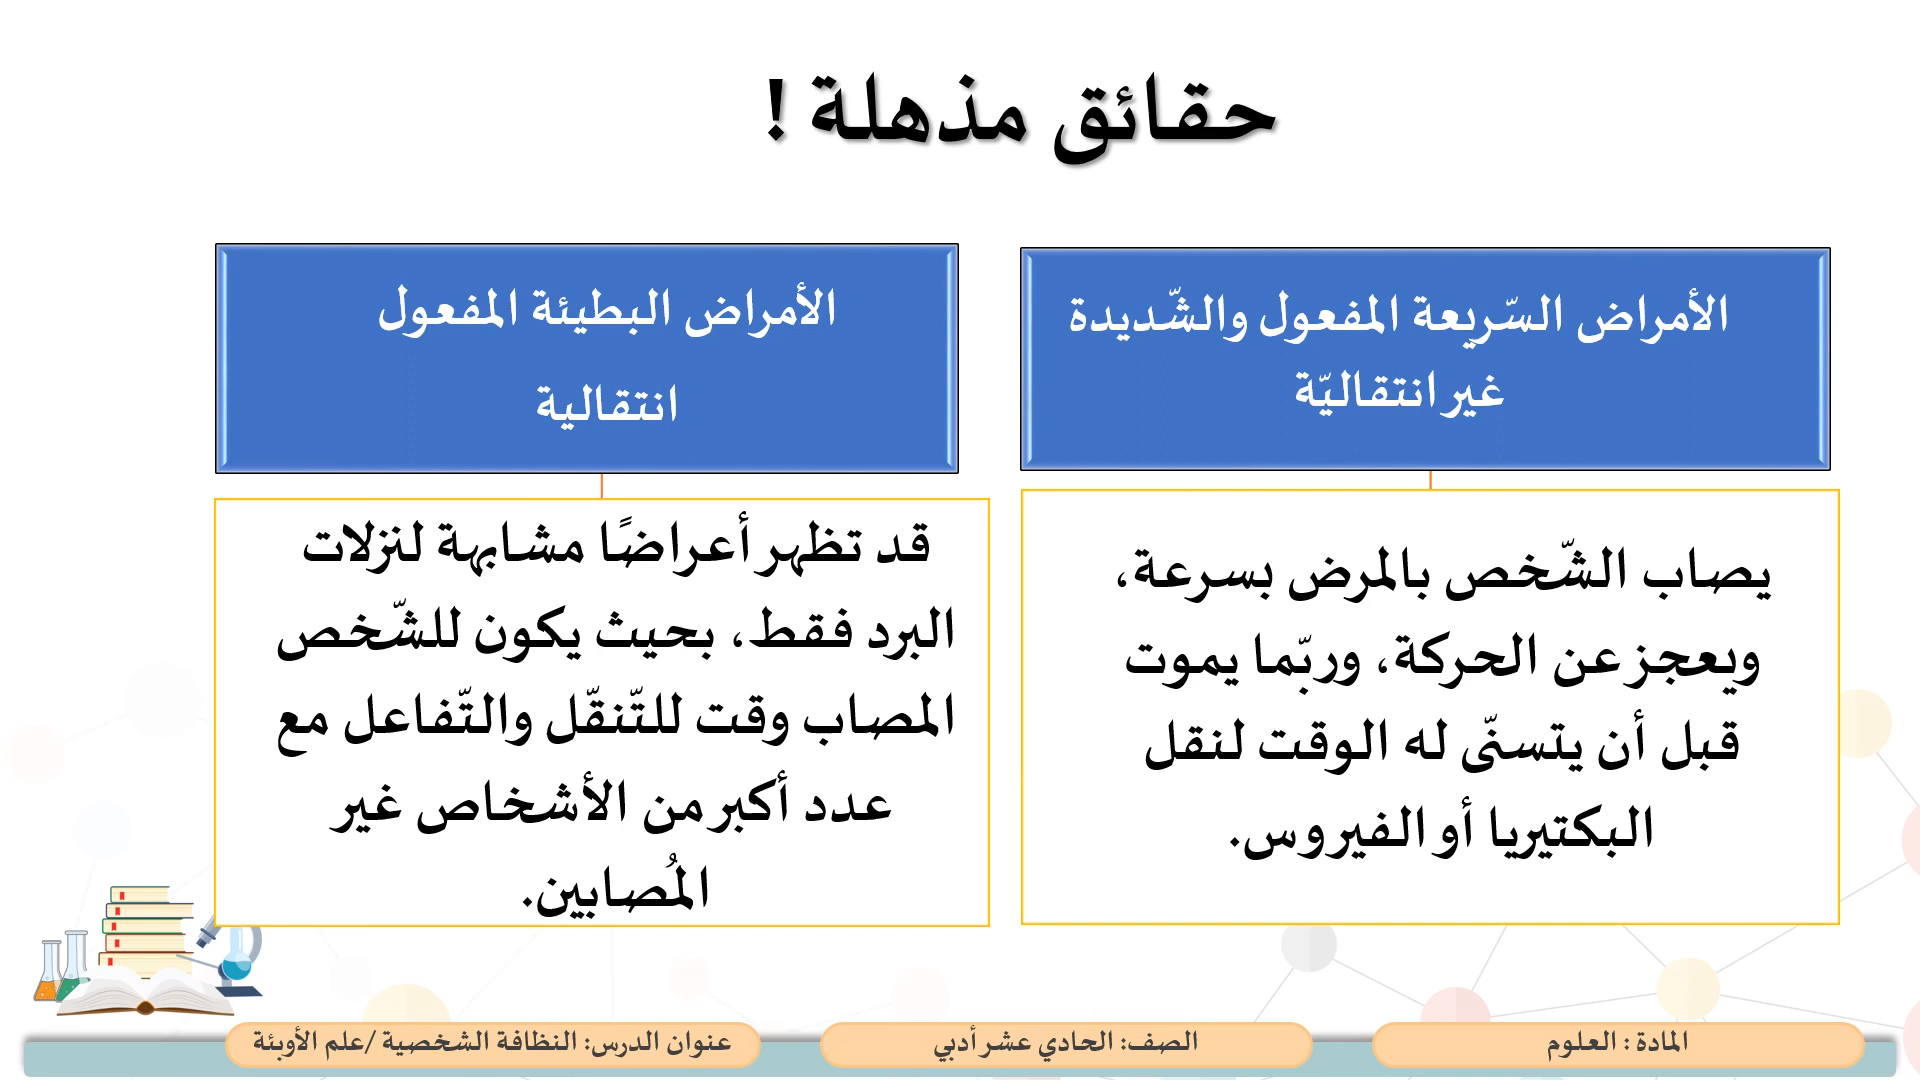 حقائق مذهلة !
الأمراض السّريعة المفعول والشّديدة
غير انتقاليّة
يصاب الشّخص بالمرض بسرعة،
ويعجز عن الحركة، وربّما يموت
قبل أن يتسنّى له الوقت لنقل
البكتيريا أو الفيروس.
الأمراض البطيئة المفعول
انتقالية
قد تظهر أعراضًا مشابهة لنزلات
البرد فقط، بحيث يكون للشّخص
المصاب وقت للتّنقّل والتّفاعل مع
عدد أكبر من الأشخاص غير
المُصابين.
المادة : العلوم
الصف: الحادي عشر أدبي
عنوان الدرس: النظافة الشخصية /علم الأوبئة